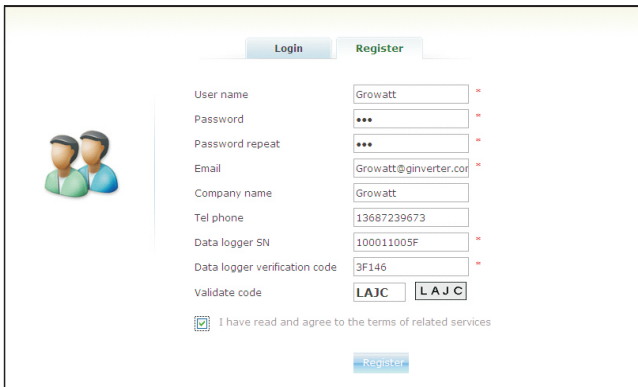 Login Register
User name Growatt *
Password ••• *
Password repeat ••• *
Email Growatt@ginverter.cor *
Company name Growatt
Tel phone 13687239673
Data logger SN 100011005F *
Data logger verification code 3F146 *
Validate code LAJC LAJC
I have read and agree to the terms of related services
Register